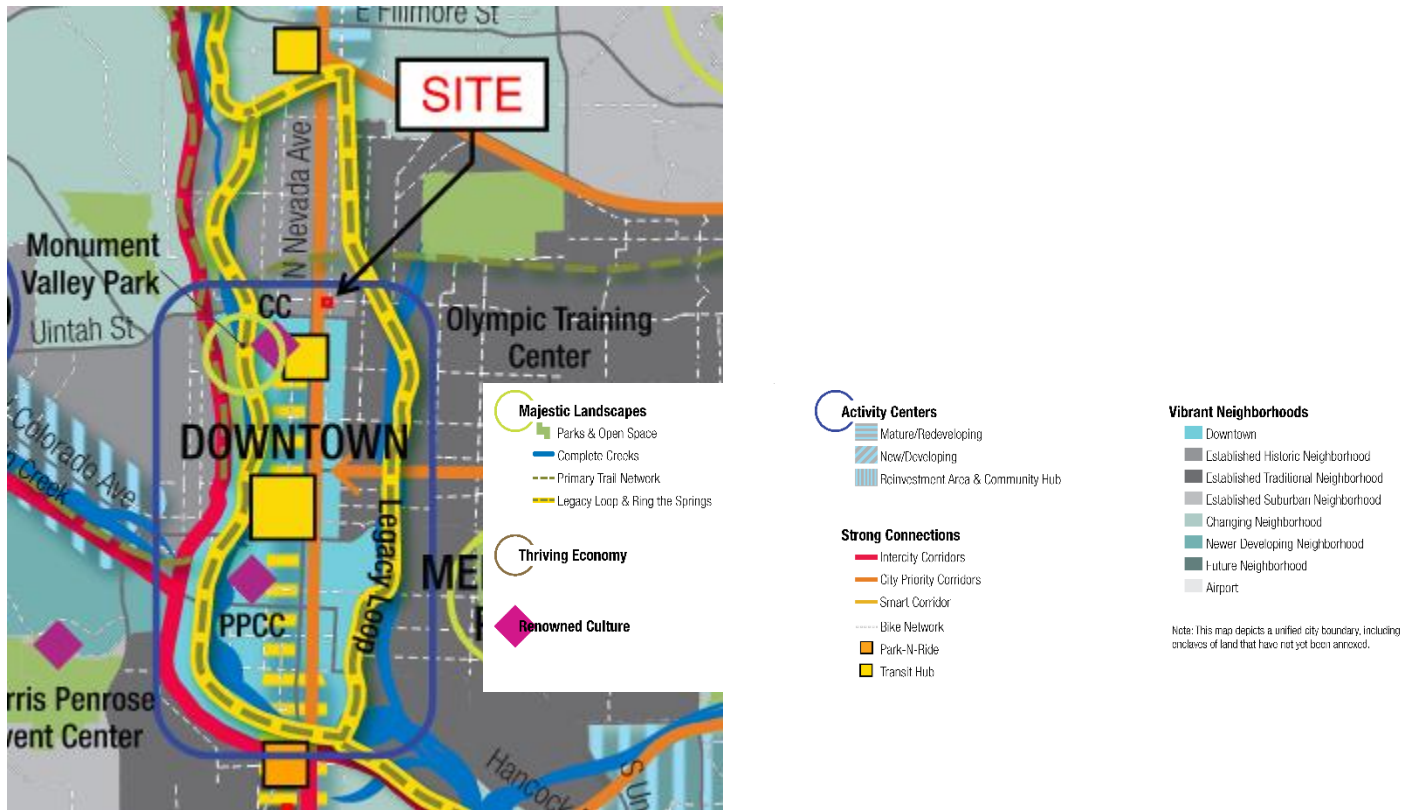 E Fillmore St
SITE
N Nevada Ave
Monument
Valley Park
CC
Uintah St
Olympic Training
Center
DOWNTOWN
Colorado Ave
Creek
Legacy Loop
PPCC
rris Penrose
vent Center
Hancock
S Un
Majestic Landscapes
Parks & Open Space
Complete Creeks
Primary Trail Network
Legacy Loop & Ring the Springs
Thriving Economy
Renowned Culture
Activity Centers
Mature/Redeveloping
New/Developing
Reinvestment Area & Community Hub
Strong Connections
Intercity Corridors
City Priority Corridors
Smart Corridor
Bike Network
Park-N-Ride
Transit Hub
Vibrant Neighborhoods
Downtown
Established Historic Neighborhood
Established Traditional Neighborhood
Established Suburban Neighborhood
Changing Neighborhood
Newer Developing Neighborhood
Future Neighborhood
Airport
Note: This map depicts a unified city boundary, including
enclaves of land that have not yet been annexed.